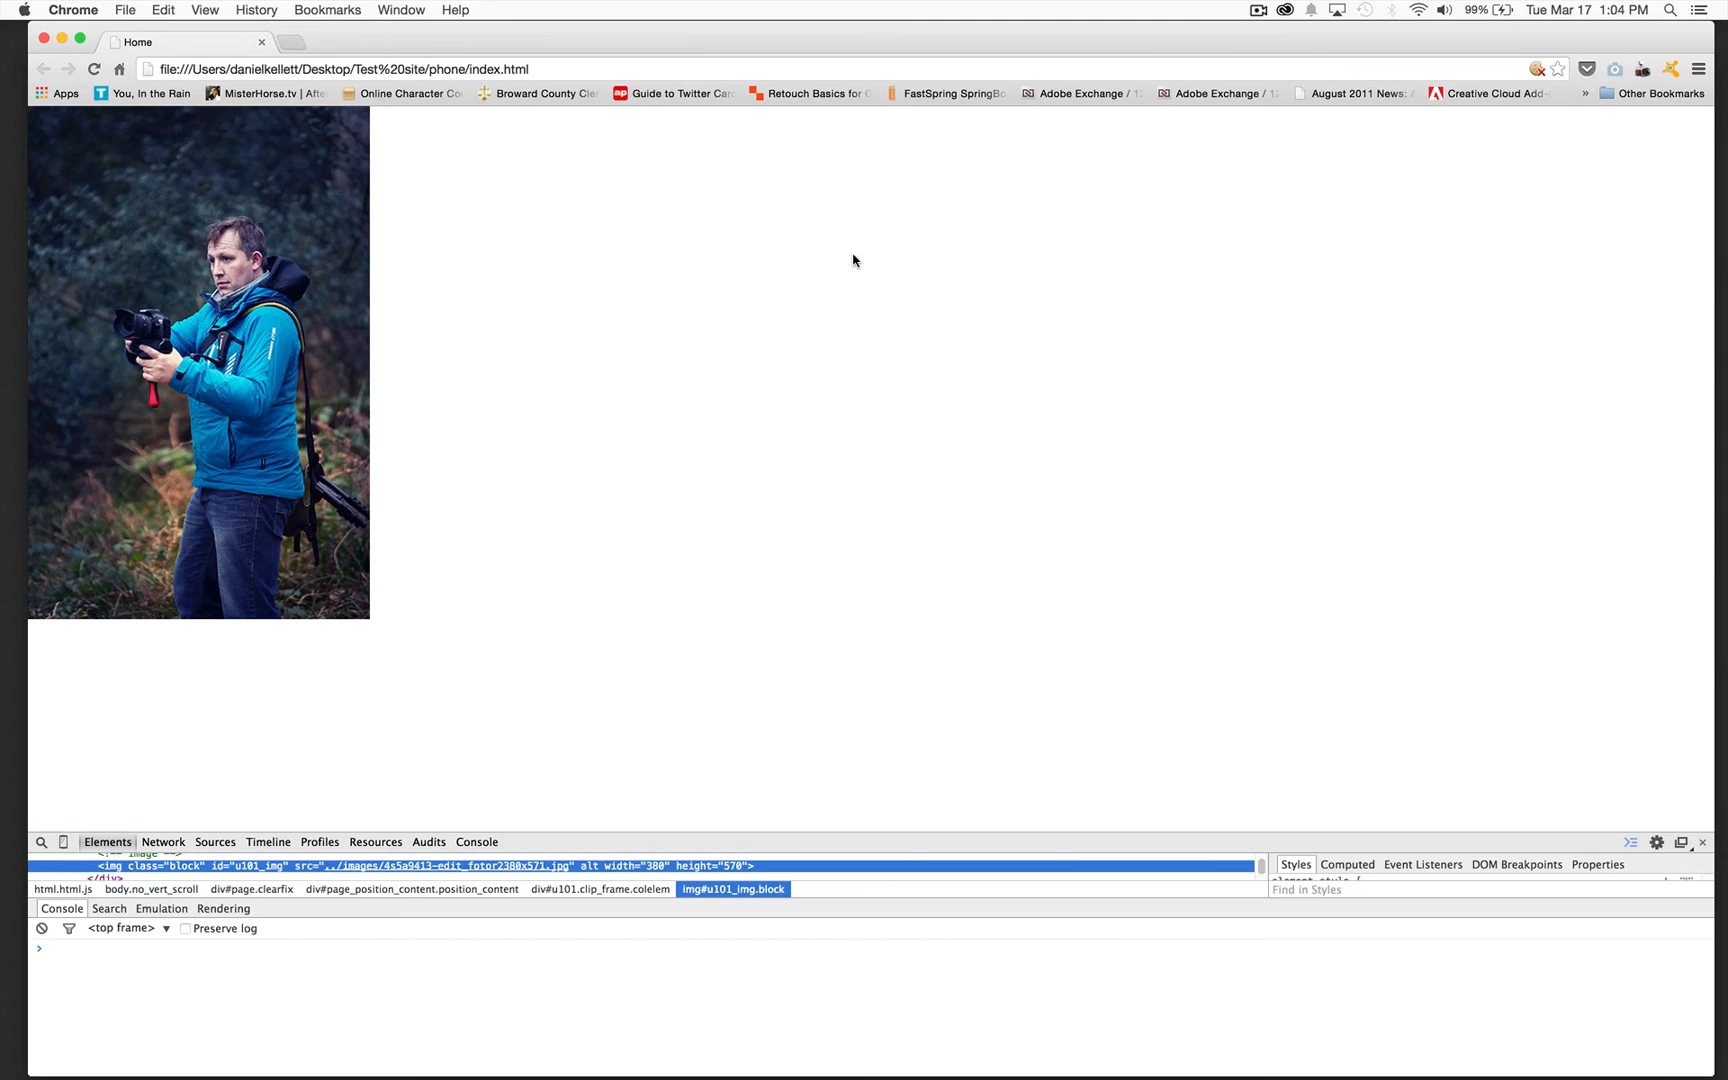 Chrome File Edit View History Bookmarks Window Help 99% Tue Mar 17 1:04 PM
Home
file:///Users/danielkellett/Desktop/Test%20site/phone/index.html
Apps You, In the Rain MisterHorse.tv | Afte Online Character Co Broward County Cle Guide to Twitter Car Retouch Basics for FastSpring SpringBo Adobe Exchange / 1 Adobe Exchange / 1 August 2011 News: Creative Cloud Add- » Other Bookmarks
Elements Network Sources Timeline Profiles Resources Audits Console
<!-- image -->
<img class="block" id="u101_img" src="../images/4s5a9413-edit_fotor2380x571.jpg" alt width="380" height="570">
</div>
html.html.js body.no_vert_scroll div#page.clearfix div#page_position_content.position_content div#u101.clip_frame.colelem img#u101_img.block
Styles Computed Event Listeners DOM Breakpoints Properties
element.style {
Find in Styles
Console Search Emulation Rendering
<top frame> ▼ Preserve log
>